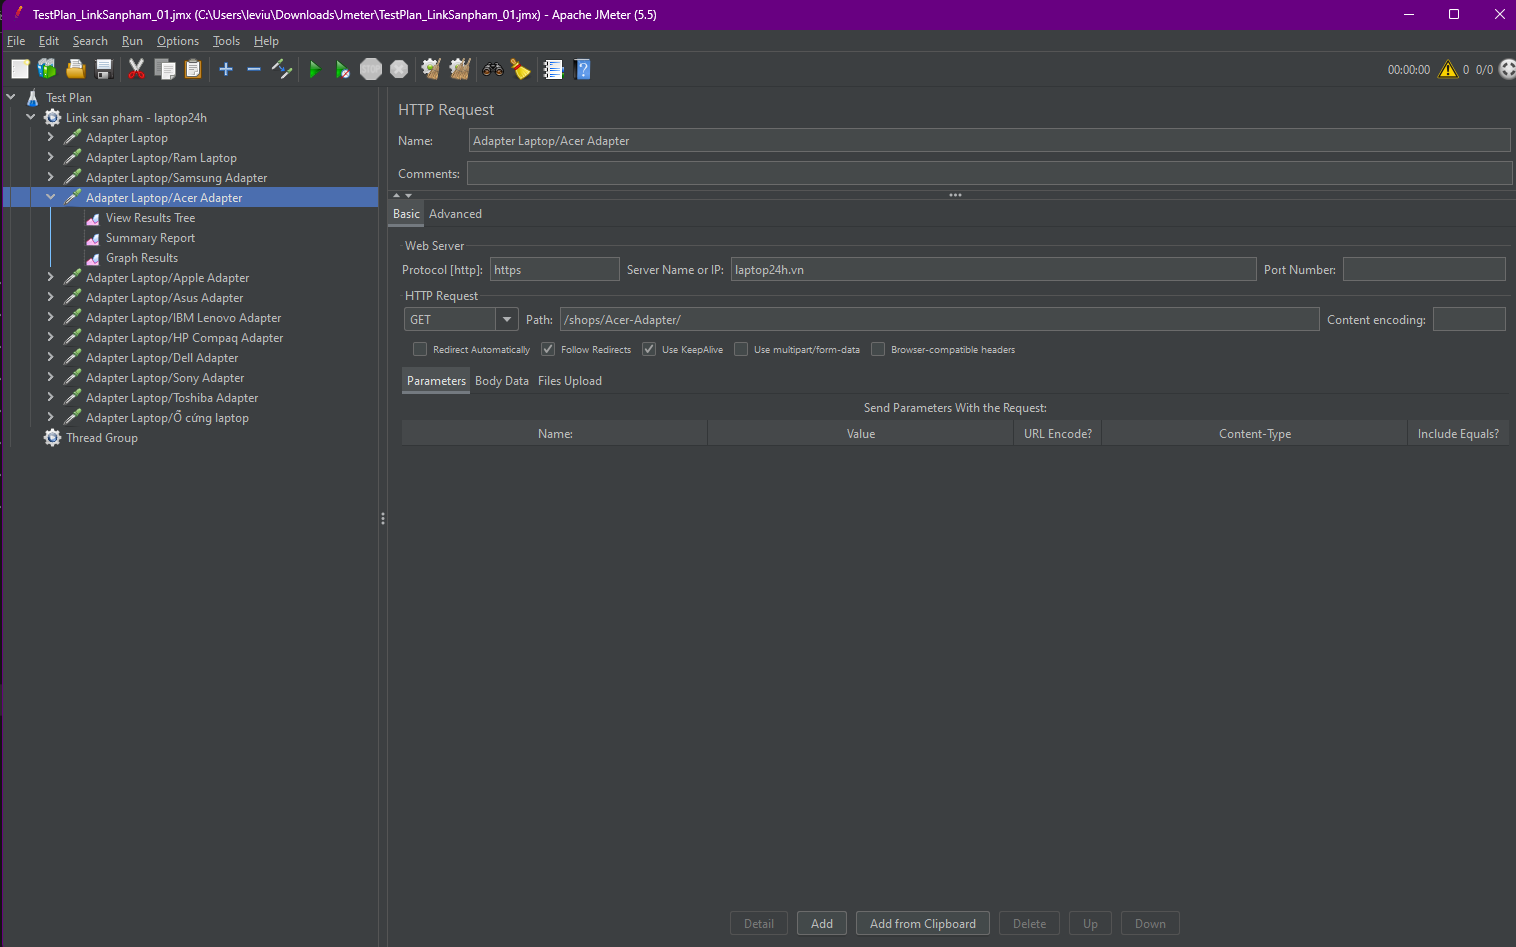 TestPlan_LinkSanpham_01.jmx (C:\Users\leviu\Downloads\Jmeter\TestPlan_LinkSanpham_01.jmx) - Apache JMeter (5.5)
File Edit Search Run Options Tools Help
STOP
00:00:00 0 0/0
Test Plan
Link san pham - laptop24h
Adapter Laptop
Adapter Laptop/Ram Laptop
Adapter Laptop/Samsung Adapter
Adapter Laptop/Acer Adapter
View Results Tree
Summary Report
Graph Results
Adapter Laptop/Apple Adapter
Adapter Laptop/Asus Adapter
Adapter Laptop/IBM Lenovo Adapter
Adapter Laptop/HP Compaq Adapter
Adapter Laptop/Dell Adapter
Adapter Laptop/Sony Adapter
Adapter Laptop/Toshiba Adapter
Adapter Laptop/Ổ cứng laptop
Thread Group
HTTP Request
Name: Adapter Laptop/Acer Adapter
Comments:
Basic Advanced
Web Server
Protocol [http]: https Server Name or IP: laptop24h.vn Port Number:
HTTP Request
GET Path: /shops/Acer-Adapter/ Content encoding:
Redirect Automatically Follow Redirects Use KeepAlive Use multipart/form-data Browser-compatible headers
Parameters Body Data Files Upload
Send Parameters With the Request:
Name: Value URL Encode? Content-Type Include Equals?
Detail Add Add from Clipboard Delete Up Down